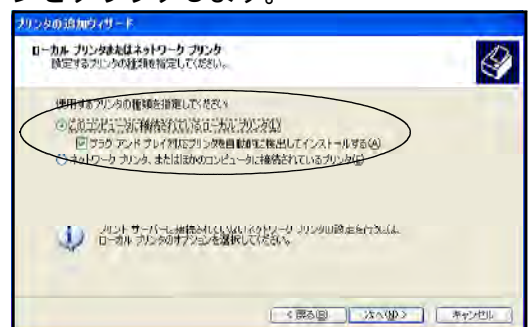 ンをクリックします。
プリンタの追加ウィザード
ローカル プリンタまたはネットワーク プリンタ
設定するプリンタの種類を指定してください。
使用するプリンタの種類を指定してください
このコンピュータに接続されているローカル プリンタ(L)
プラグ アンド プレイ対応プリンタを自動的に検出してインストールする(A)
ネットワーク プリンタ、またはほかのコンピュータに接続されているプリンタ(E)
プリント サーバーに接続されていないネットワーク プリンタの設定を行うには、
ローカル プリンタのオプションを選択してください。
< 戻る(B)
次へ(N) >
キャンセル